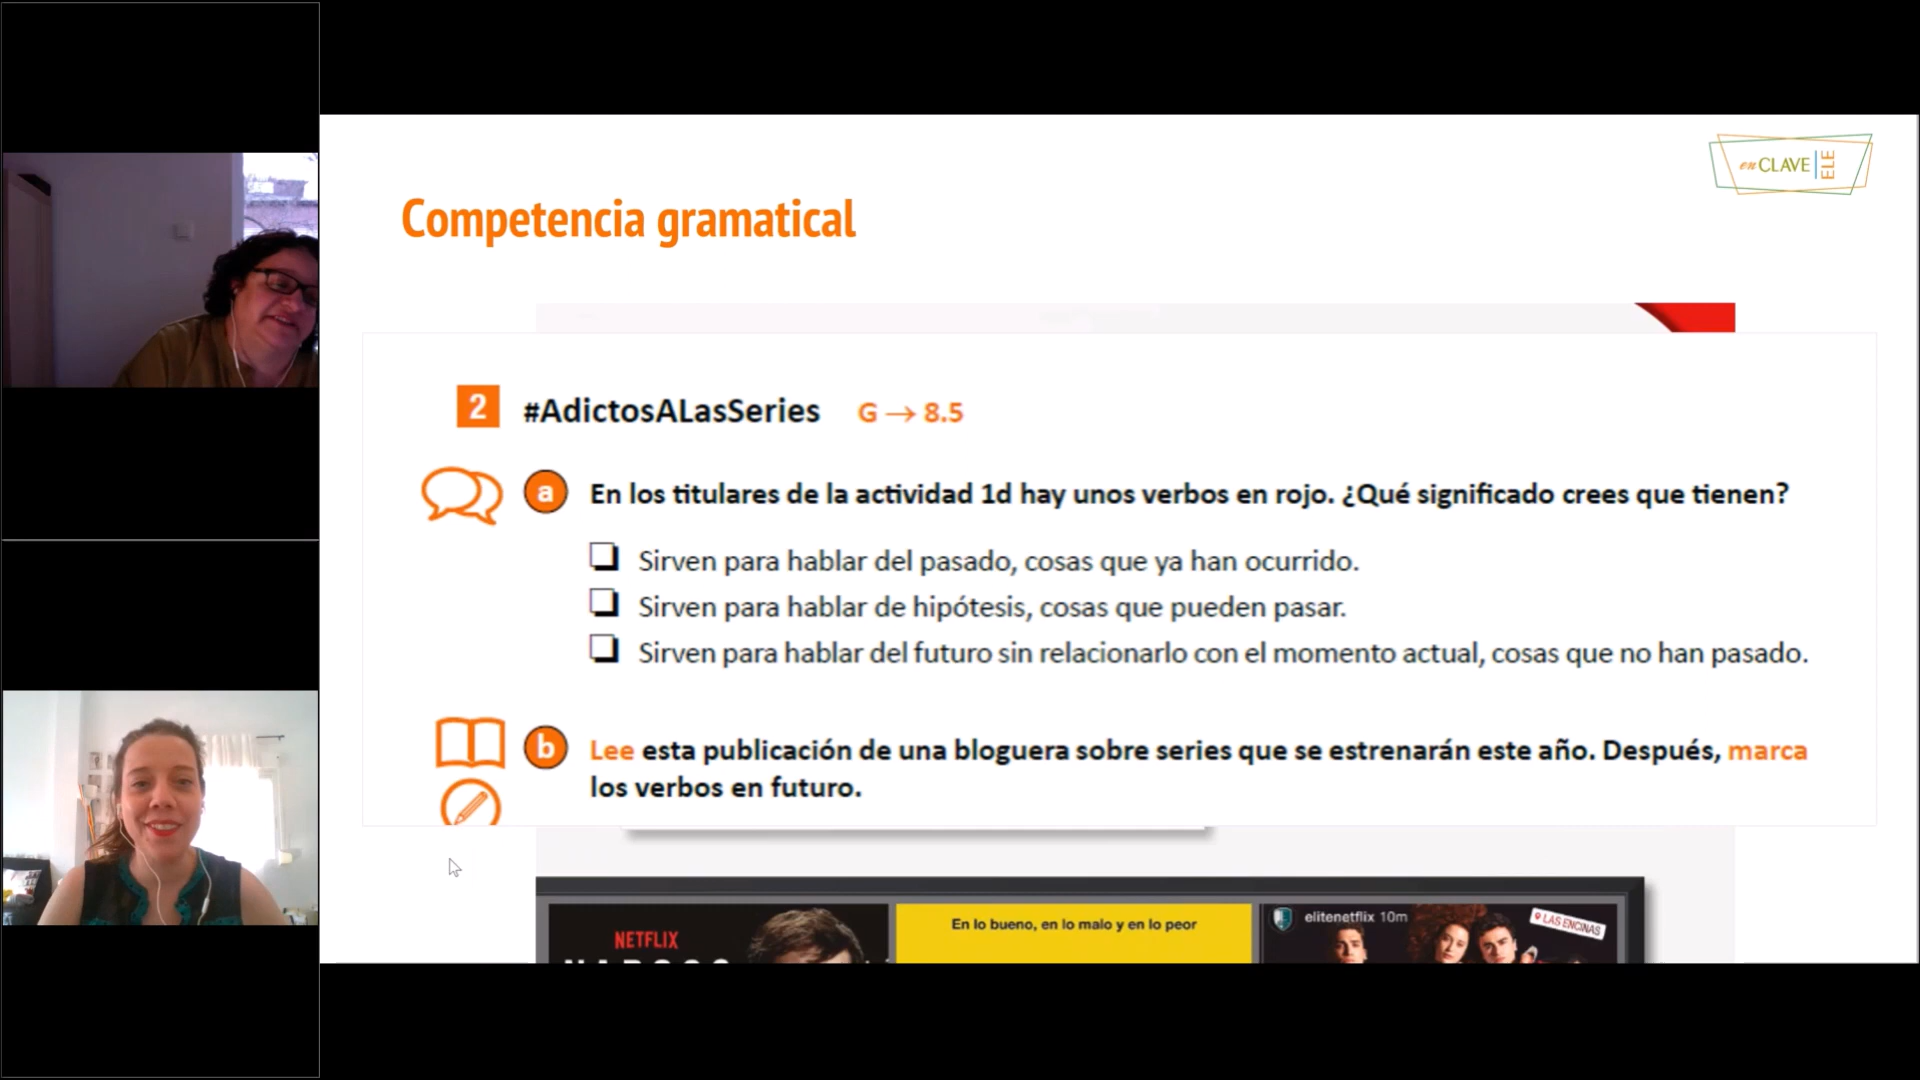 en CLAVE ELE
Competencia gramatical
2 #AdictosALasSeries G → 8.5
a En los titulares de la actividad 1d hay unos verbos en rojo. ¿Qué significado crees que tienen?
Sirven para hablar del pasado, cosas que ya han ocurrido.
Sirven para hablar de hipótesis, cosas que pueden pasar.
Sirven para hablar del futuro sin relacionarlo con el momento actual, cosas que no han pasado.
b Lee esta publicación de una bloguera sobre series que se estrenarán este año. Después, marca
los verbos en futuro.
NETFLIX
En lo bueno, en lo malo y en lo peor
elitenetflix 10m
LAS ENCINAS